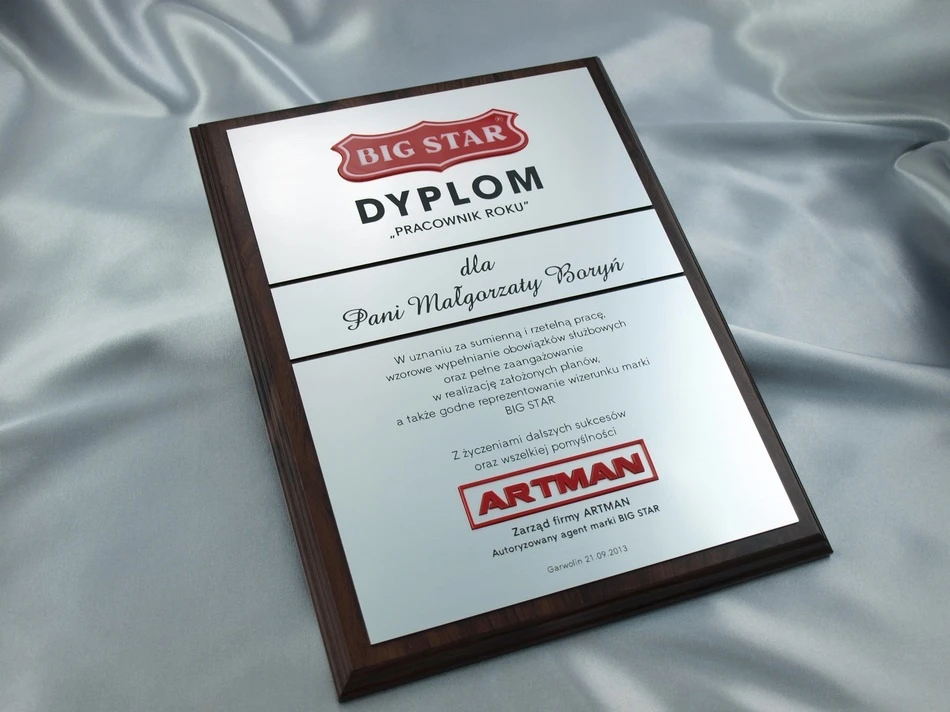 BIG STAR®
DYPLOM
„PRACOWNIK ROKU”
dla
Pani Małgorzaty Boryń
W uznaniu za sumienną i rzetelną pracę,
wzorowe wypełnianie obowiązków służbowych
oraz pełne zaangażowanie
w realizację założonych planów,
a także godne reprezentowanie wizerunku marki
BIG STAR
Z życzeniami dalszych sukcesów
oraz wszelkiej pomyślności
ARTMAN
Zarząd firmy ARTMAN
Autoryzowany agent marki BIG STAR
Garwolin 21.09.2013